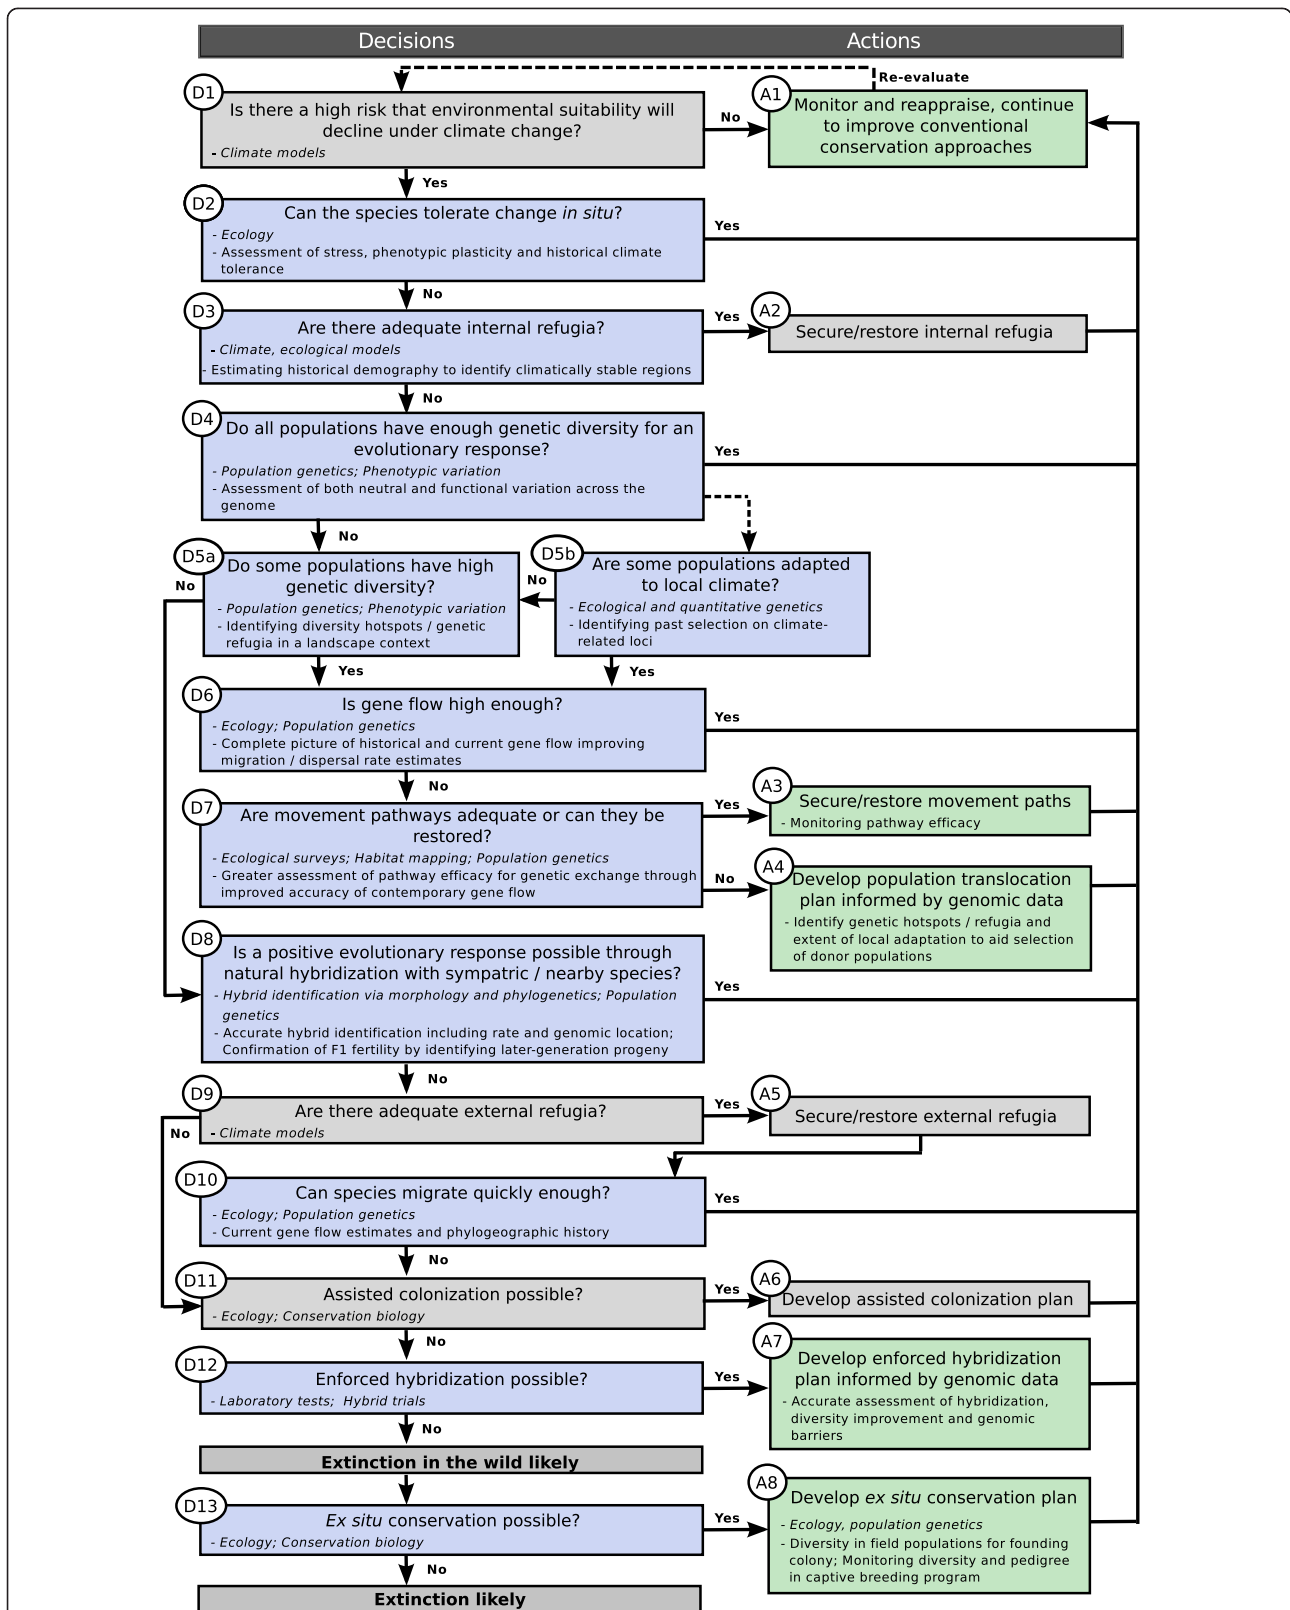 Decisions
Actions
Re-evaluate
D1
Is there a high risk that environmental suitability will
decline under climate change?
- Climate models
No
A1
Monitor and reappraise, continue
to improve conventional
conservation approaches
Yes
D2
Can the species tolerate change in situ?
- Ecology
- Assessment of stress, phenotypic plasticity and historical climate
tolerance
Yes
No
D3
Are there adequate internal refugia?
- Climate, ecological models
- Estimating historical demography to identify climatically stable regions
Yes
A2
Secure/restore internal refugia
No
D4
Do all populations have enough genetic diversity for an
evolutionary response?
- Population genetics; Phenotypic variation
- Assessment of both neutral and functional variation across the
genome
Yes
No
D5a
Do some populations have high
genetic diversity?
- Population genetics; Phenotypic variation
- Identifying diversity hotspots / genetic
refugia in a landscape context
No
No
D5b
Are some populations adapted
to local climate?
- Ecological and quantitative genetics
- Identifying past selection on climate-
related loci
Yes
Yes
D6
Is gene flow high enough?
- Ecology; Population genetics
- Complete picture of historical and current gene flow improving
migration / dispersal rate estimates
Yes
No
D7
Are movement pathways adequate or can they be
restored?
- Ecological surveys; Habitat mapping; Population genetics
- Greater assessment of pathway efficacy for genetic exchange through
improved accuracy of contemporary gene flow
Yes
A3
Secure/restore movement paths
- Monitoring pathway efficacy
No
A4
Develop population translocation
plan informed by genomic data
- Identify genetic hotspots / refugia and
extent of local adaptation to aid selection
of donor populations
D8
Is a positive evolutionary response possible through
natural hybridization with sympatric / nearby species?
- Hybrid identification via morphology and phylogenetics; Population
genetics
- Accurate hybrid identification including rate and genomic location;
Confirmation of F1 fertility by identifying later-generation progeny
Yes
No
D9
Are there adequate external refugia?
- Climate models
No
Yes
A5
Secure/restore external refugia
D10
Can species migrate quickly enough?
- Ecology; Population genetics
- Current gene flow estimates and phylogeographic history
Yes
No
D11
Assisted colonization possible?
- Ecology; Conservation biology
Yes
A6
Develop assisted colonization plan
No
D12
Enforced hybridization possible?
- Laboratory tests; Hybrid trials
Yes
A7
Develop enforced hybridization
plan informed by genomic data
- Accurate assessment of hybridization,
diversity improvement and genomic
barriers
No
Extinction in the wild likely
D13
Ex situ conservation possible?
- Ecology; Conservation biology
Yes
A8
Develop ex situ conservation plan
- Ecology, population genetics
- Diversity in field populations for founding
colony; Monitoring diversity and pedigree
in captive breeding program
No
Extinction likely